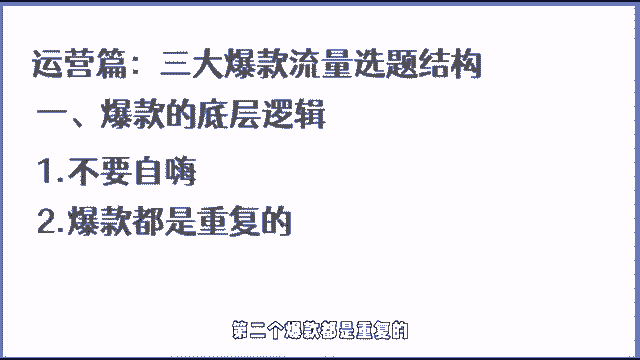 运营篇：三大爆款流量选题结构
一、爆款的底层逻辑
1.不要自嗨
2.爆款都是重复的
第二个爆款都是重复的